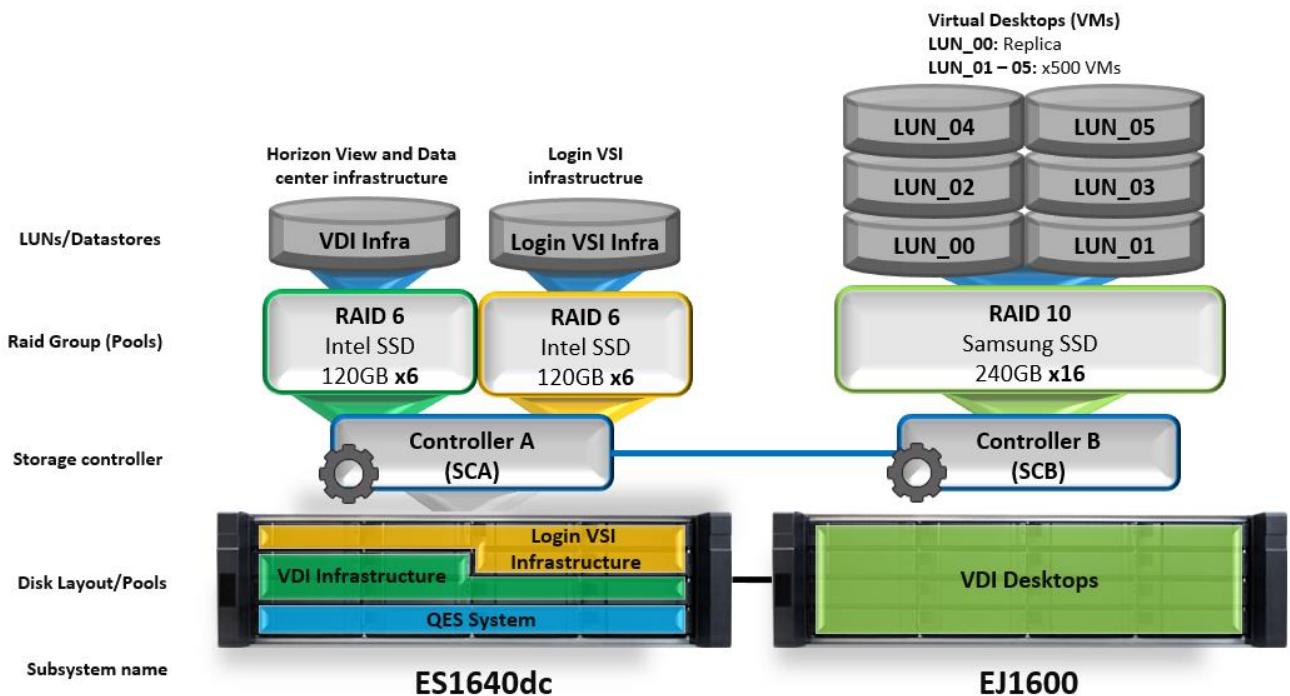 Virtual Desktops (VMs)
LUN_00: Replica
LUN_01 – 05: x500 VMs
LUN_04
LUN_05
Horizon View and Data
center infrastructure
Login VSI
infrastructrue
LUN_02
LUN_03
LUNs/Datastores
VDI Infra
Login VSI Infra
LUN_00
LUN_01
Raid Group (Pools)
RAID 6
Intel SSD
120GB x6
RAID 6
Intel SSD
120GB x6
RAID 10
Samsung SSD
240GB x16
Storage controller
Controller A
(SCA)
Controller B
(SCB)
Disk Layout/Pools
Login VSI
Infrastructure
VDI Infrastructure
QES System
VDI Desktops
Subsystem name
ES1640dc
EJ1600